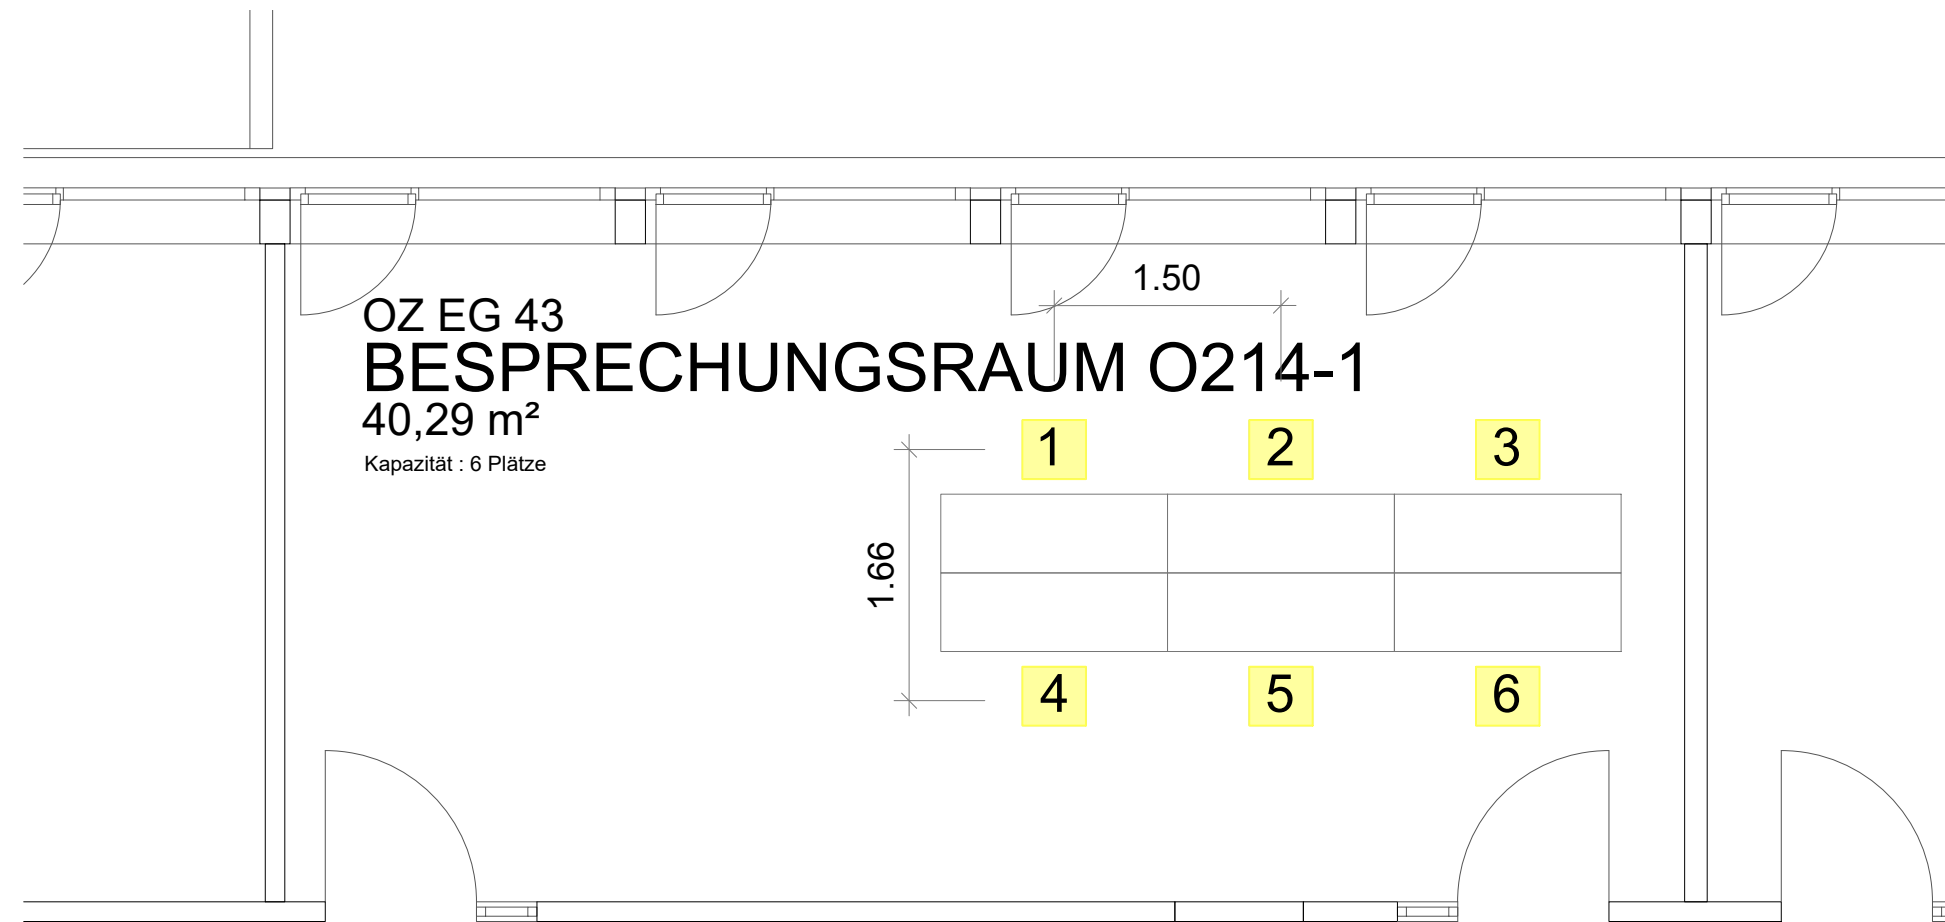 1.50
OZ EG 43
BESPRECHUNGSRAUM O214-1
40,29 m²
Kapazität : 6 Plätze
1 2 3
1.66
4 5 6